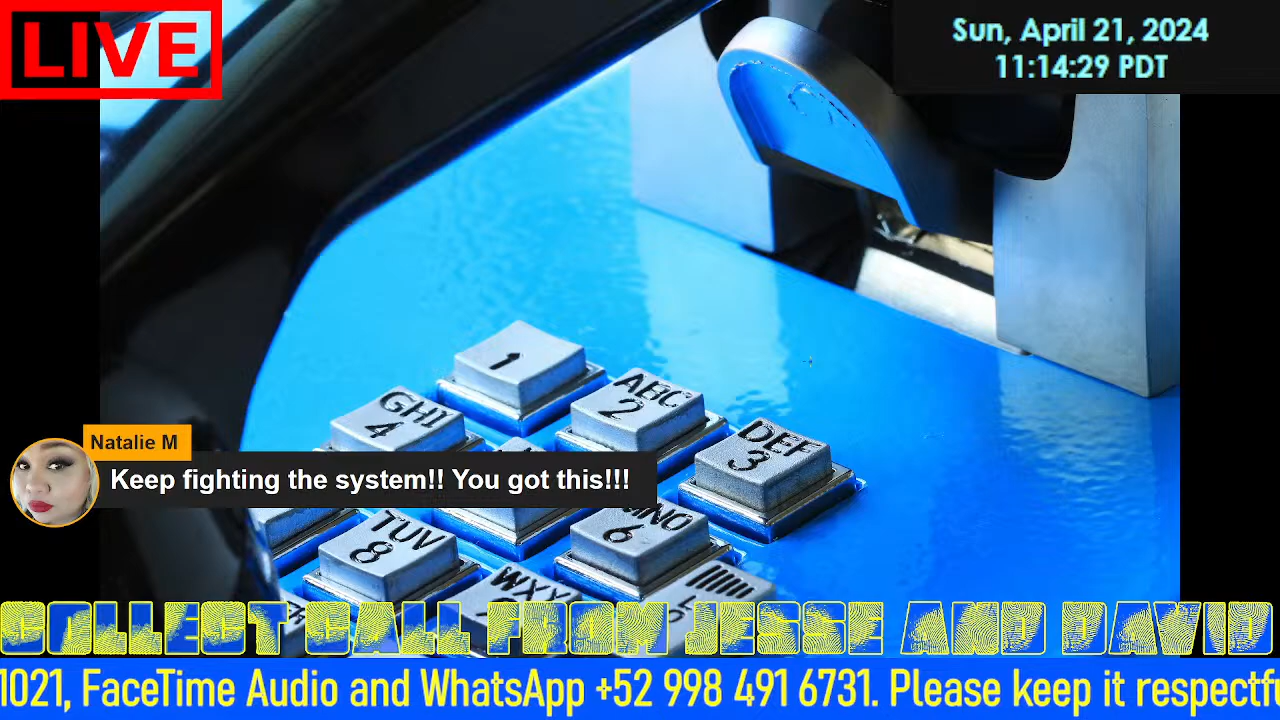 LIVE
Sun, April 21, 2024
11:14:29 PDT
1
ABC
2
DEF
3
GHI
4
Natalie M
Keep fighting the system!! You got this!!!
6
TUV
8
WXY
COLLECT CALL FROM JESSE AND DAVID
1021, FaceTime Audio and WhatsApp +52 998 491 6731. Please keep it respectfu